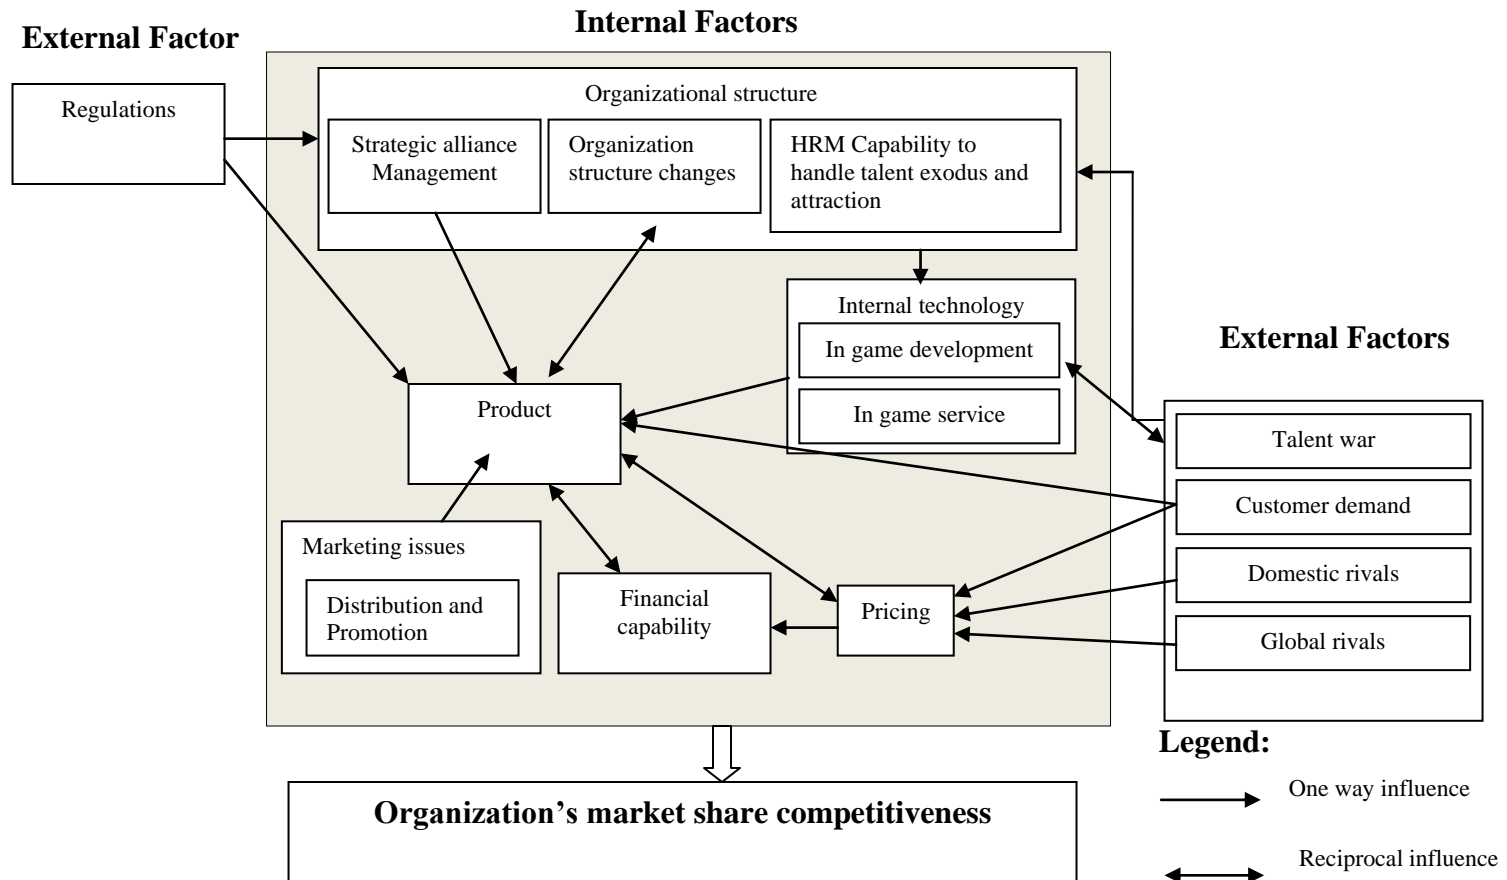 Internal Factors
External Factor
Regulations
Organizational structure
Strategic alliance
Management
Organization
structure changes
HRM Capability to
handle talent exodus and
attraction
Internal technology
In game development
In game service
External Factors
Product
Talent war
Customer demand
Domestic rivals
Global rivals
Marketing issues
Distribution and
Promotion
Financial
capability
Pricing
Legend:
One way influence
Reciprocal influence
Organization’s market share competitiveness